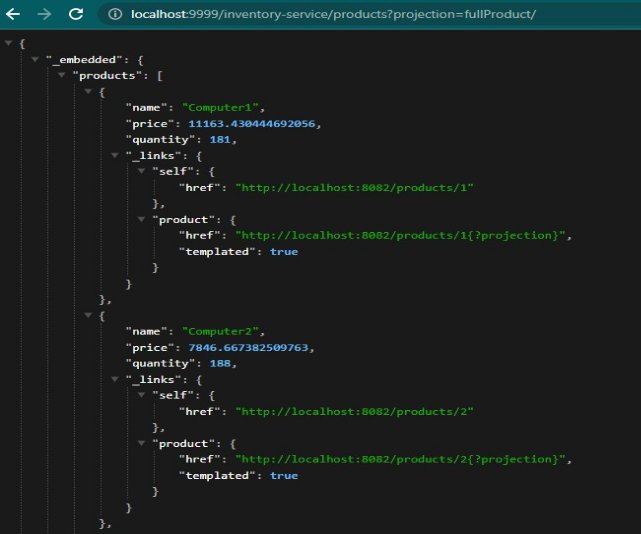 localhost:9999/inventory-service/products?projection=fullProduct/
{
"_embedded": {
"products": [
{
"name": "Computer1",
"price": 11163.430444692056,
"quantity": 181,
"_links": {
"self": {
"href": "http://localhost:8082/products/1"
},
"product": {
"href": "http://localhost:8082/products/1{?projection}",
"templated": true
}
}
},
{
"name": "Computer2",
"price": 7846.667382509763,
"quantity": 188,
"_links": {
"self": {
"href": "http://localhost:8082/products/2"
},
"product": {
"href": "http://localhost:8082/products/2{?projection}",
"templated": true
}
}
},